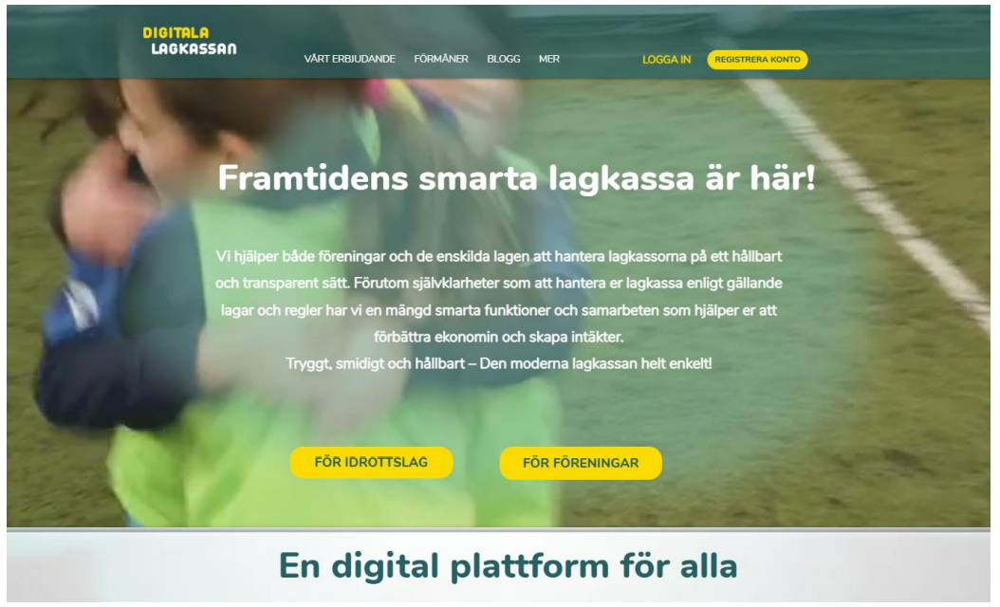 DIGITALA
LAGKASSAN
VÅRT ERBJUDANDE FÖRMÅNER BLOGG MER LOGGA IN REGISTRERA KONTO
Framtidens smarta lagkassa är här!
Vi hjälper både föreningar och de enskilda lagen att hantera lagkassorna på ett hållbart
och transparent sätt. Förutom självklarheter som att hantera er lagkassa enligt gällande
lagar och regler har vi en mängd smarta funktioner och samarbeten som hjälper er att
förbättra ekonomin och skapa intäkter.
Tryggt, smidigt och hållbart – Den moderna lagkassan helt enkelt!
FÖR IDROTTSLAG FÖR FÖRENINGAR
En digital plattform för alla